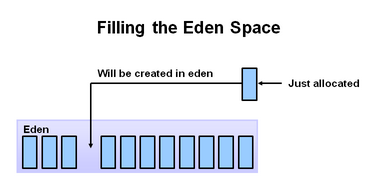 Filling the Eden Space
Will be created in eden
Just allocated
Eden